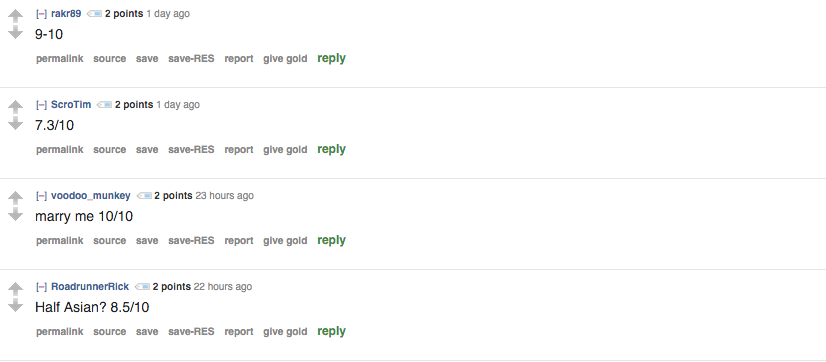 [–] rakr89 2 points 1 day ago
9-10
permalink source save save-RES report give gold reply
[–] ScroTim 2 points 1 day ago
7.3/10
permalink source save save-RES report give gold reply
[–] voodoo_munkey 2 points 23 hours ago
marry me 10/10
permalink source save save-RES report give gold reply
[–] RoadrunnerRick 2 points 22 hours ago
Half Asian? 8.5/10
permalink source save save-RES report give gold reply